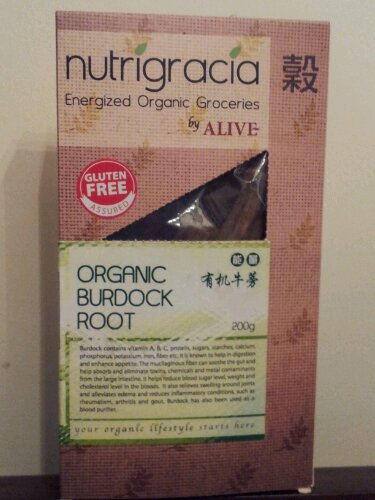 nutrigracia
Energized Organic Groceries
by ALIVE
穀
GLUTEN
FREE
ASSURED
能量
有机牛蒡
ORGANIC
BURDOCK
ROOT
200g
Burdock contains vitamin A, B, C, protein, sugars, starches, calcium,
phosphorus, potassium, iron, fiber etc. It is known to help in digestion
and enhance appetite. The mucilaginous fiber can soothe the gut and
help absorb and eliminate toxins, chemicals and metal contaminants
from the large intestine. It helps reduce blood sugar level, weight and
cholesterol level in the bloods. It also relieves swelling around joints
and alleviates edema and reduces inflammatory conditions, such as
rheumatism, arthritis and gout. Burdock has also been used as a
blood purifier.
your organic lifestyle starts here